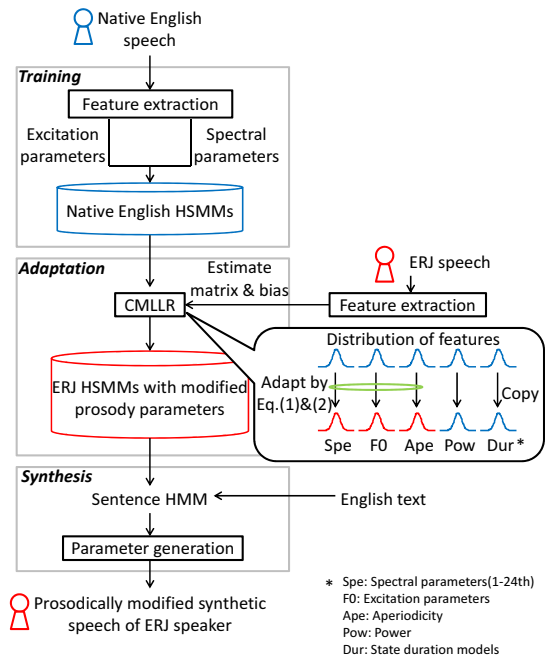 Native English
speech
Training
Feature extraction
Excitation
parameters
Spectral
parameters
Native English HSMMs
Adaptation
Estimate
matrix & bias
ERJ speech
CMLLR
Feature extraction
Distribution of features
ERJ HSMMs with modified
prosody parameters
Adapt by
Eq.(1)&(2)
Copy
Spe F0 Ape Pow Dur*
Synthesis
Sentence HMM
English text
Parameter generation
Prosodically modified synthetic
speech of ERJ speaker
* Spe: Spectral parameters(1-24th)
F0: Excitation parameters
Ape: Aperiodicity
Pow: Power
Dur: State duration models